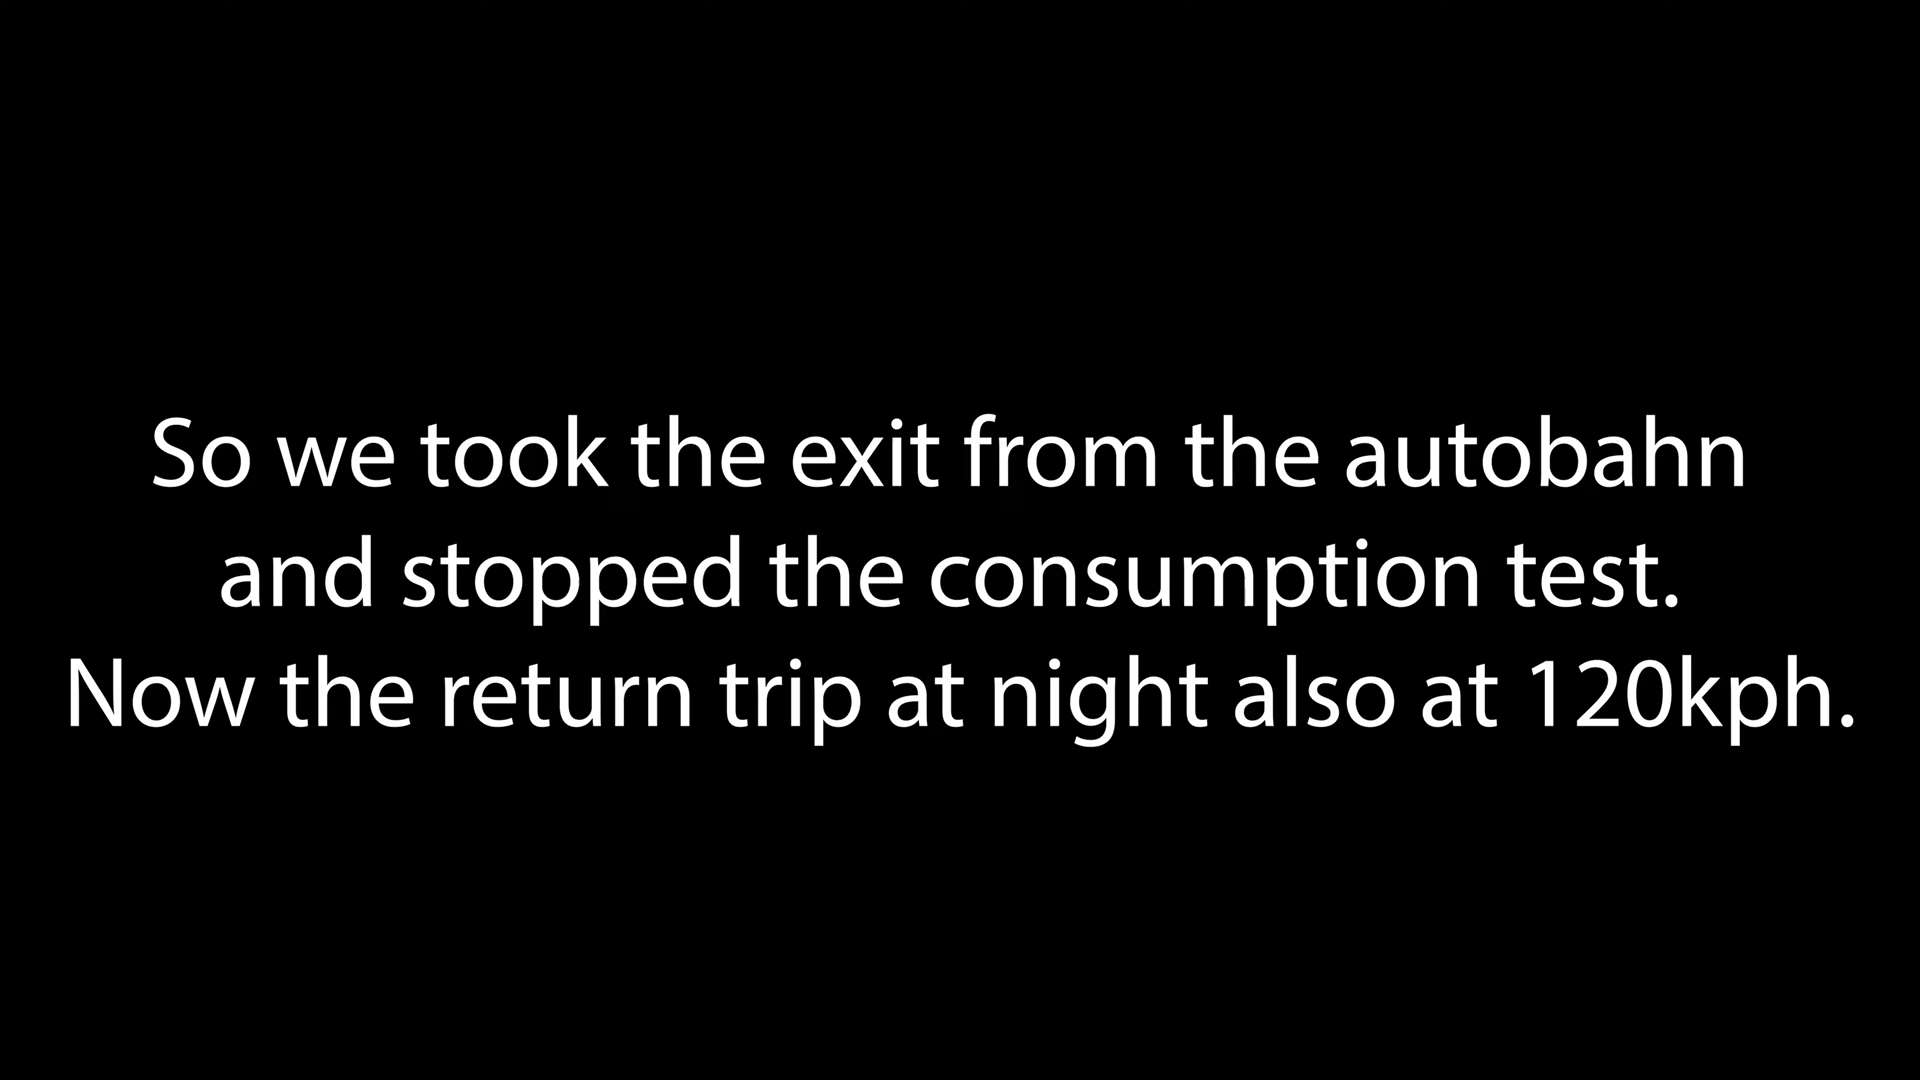 So we took the exit from the autobahn
and stopped the consumption test.
Now the return trip at night also at 120kph.